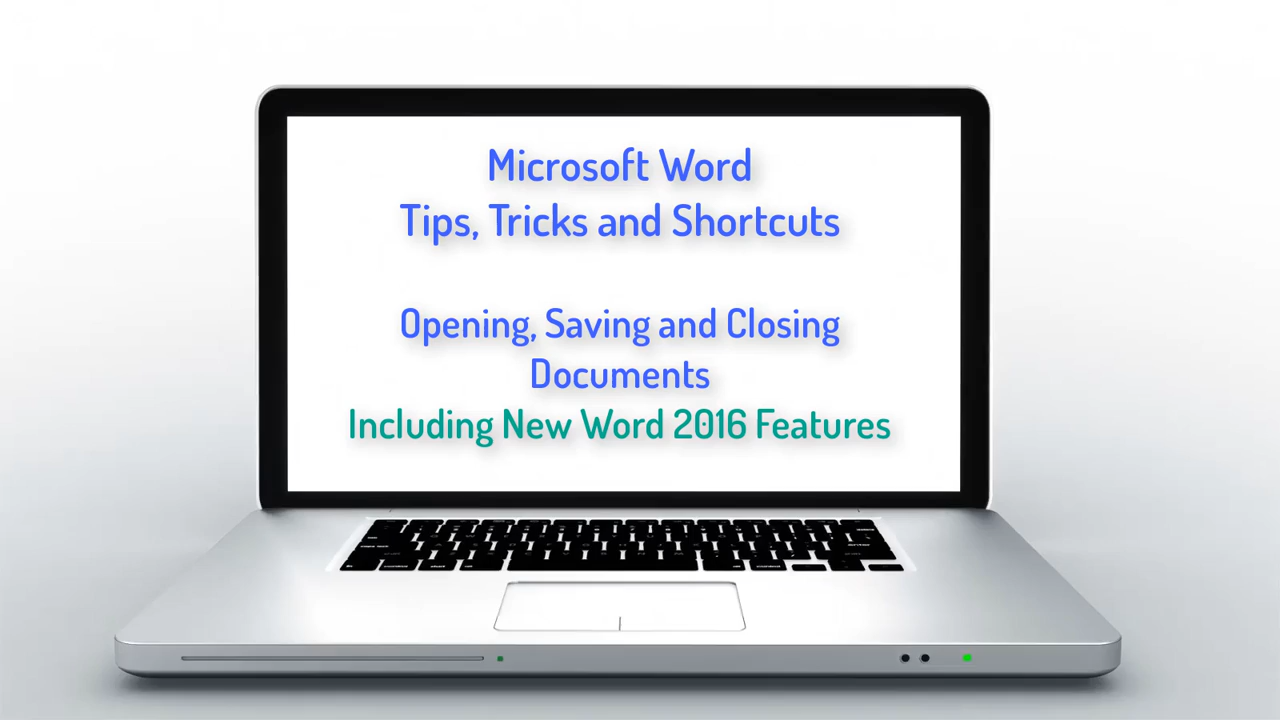 Microsoft Word
Tips, Tricks and Shortcuts
Opening, Saving and Closing
Documents
Including New Word 2016 Features